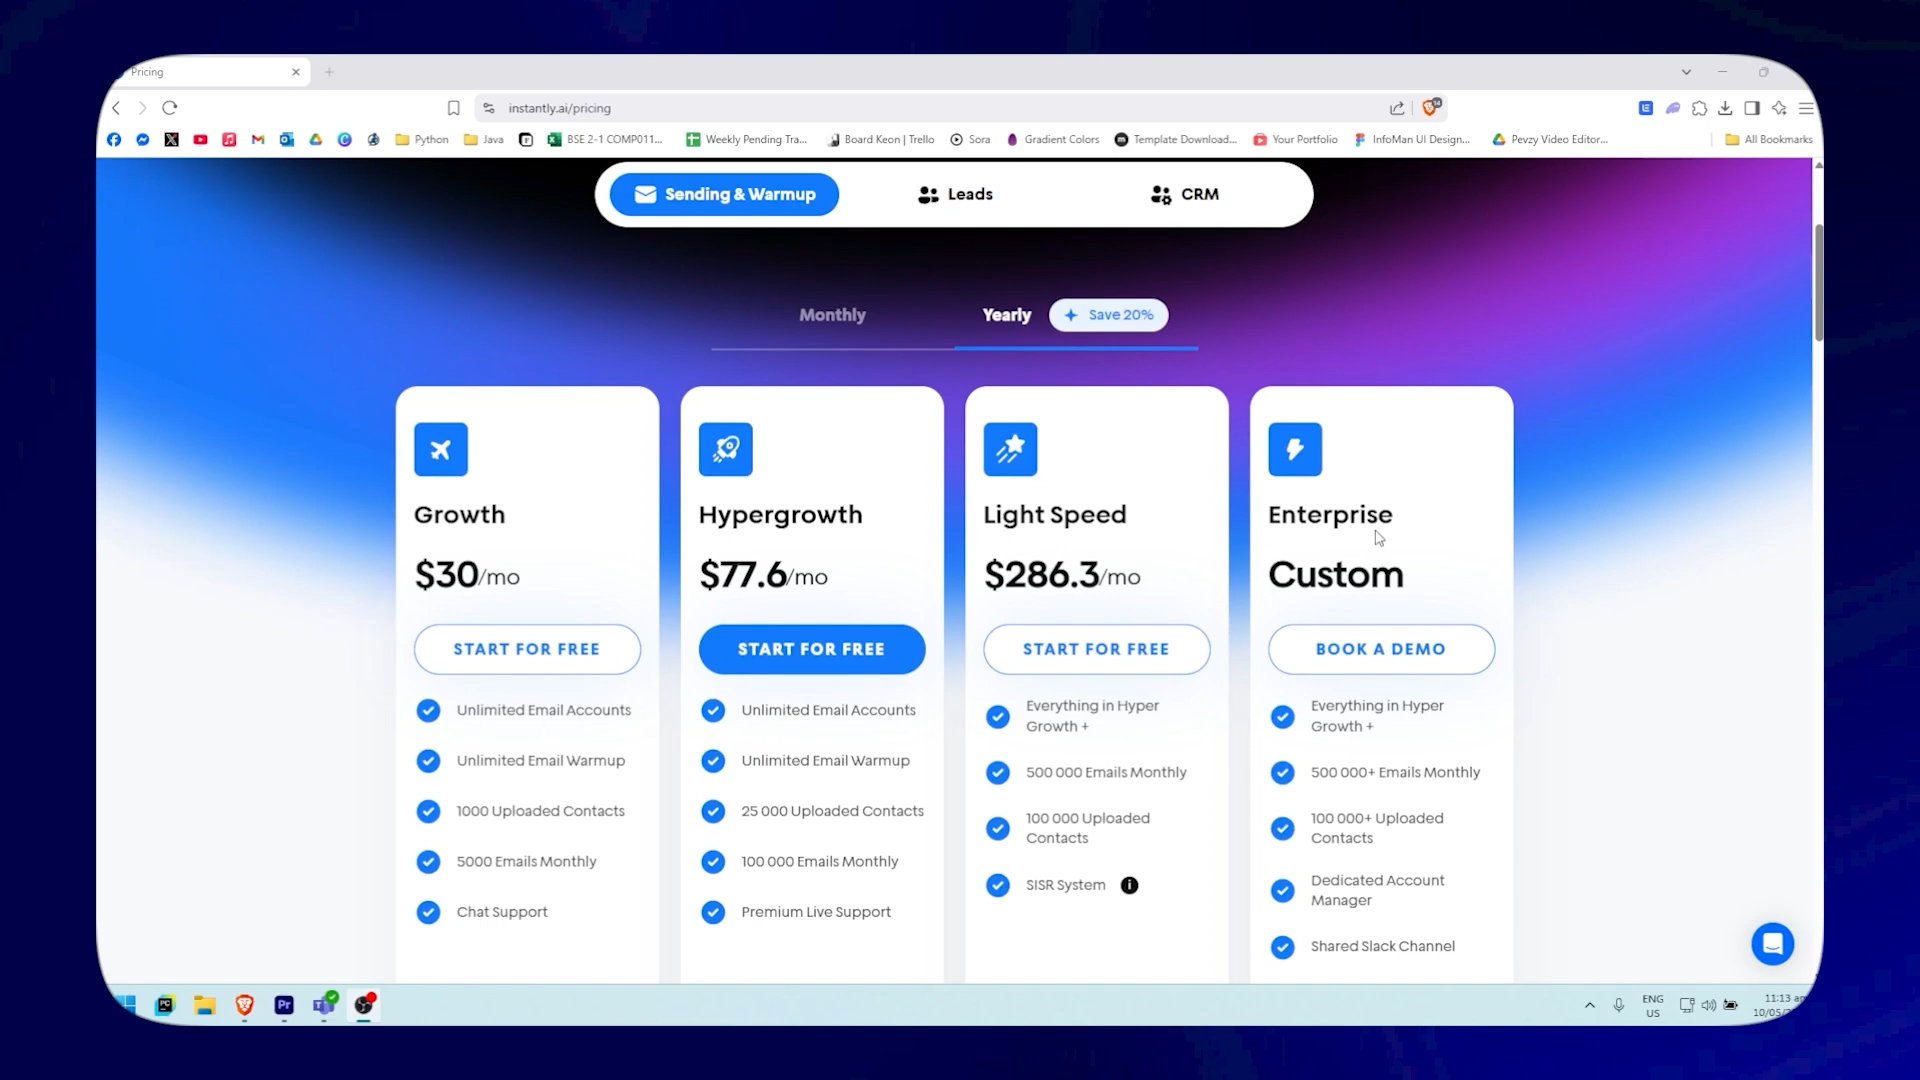 Pricing
instantly.ai/pricing
Python
Java
BSE 2-1 COMP011...
Weekly Pending Tra...
Board Keon | Trello
Sora
Gradient Colors
Template Download...
Your Portfolio
InfoMan UI Design...
Pevzy Video Editor...
All Bookmarks
Sending & Warmup
Leads
CRM
Monthly
Yearly
Save 20%
Growth
$30/mo
START FOR FREE
Unlimited Email Accounts
Unlimited Email Warmup
1000 Uploaded Contacts
5000 Emails Monthly
Chat Support
Hypergrowth
$77.6/mo
START FOR FREE
Unlimited Email Accounts
Unlimited Email Warmup
25 000 Uploaded Contacts
100 000 Emails Monthly
Premium Live Support
Light Speed
$286.3/mo
START FOR FREE
Everything in Hyper
Growth +
500 000 Emails Monthly
100 000 Uploaded
Contacts
SISR System
Enterprise
Custom
BOOK A DEMO
Everything in Hyper
Growth +
500 000+ Emails Monthly
100 000+ Uploaded
Contacts
Dedicated Account
Manager
Shared Slack Channel
PC
Pr
ENG
US
11:13 am
10/05/